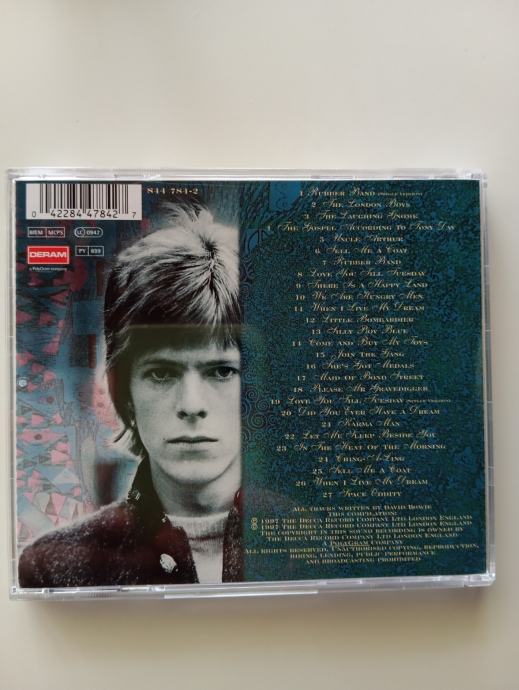 844 784-2
0 42284 47842 7
BIEM MCPS LC 0947
DERAM PY 899
a PolyGram company
1 Rubber Band (Single Version)
2 The London Boys
3 The Laughing Gnome
4 The Gospel According to Tony Day
5 Uncle Arthur
6 Sell Me a Coat
7 Rubber Band
8 Love You Till Tuesday
9 There Is a Happy Land
10 We Are Hungry Men
11 When I Live My Dream
12 Little Bombardier
13 Silly Boy Blue
14 Come and Buy My Toys
15 Join the Gang
16 She's Got Medals
17 Maid of Bond Street
18 Please Mr Gravedigger
19 Love You Till Tuesday (Single Version)
20 Did You Ever Have a Dream
21 Karma Man
22 Let Me Sleep Beside You
23 In the Heat of the Morning
24 Ching-A-Ling
25 Sell Me a Coat
26 When I Live My Dream
27 Space Oddity
All tracks written by David Bowie
This compilation:
℗ 1997 The Decca Record Company Ltd London England
© 1997 The Decca Record Company Ltd London England
The copyright in this sound recording is owned by
The Decca Record Company Ltd London England
A PolyGram Company
All rights reserved. Unauthorised copying, reproduction,
hiring, lending, public performance
and broadcasting prohibited